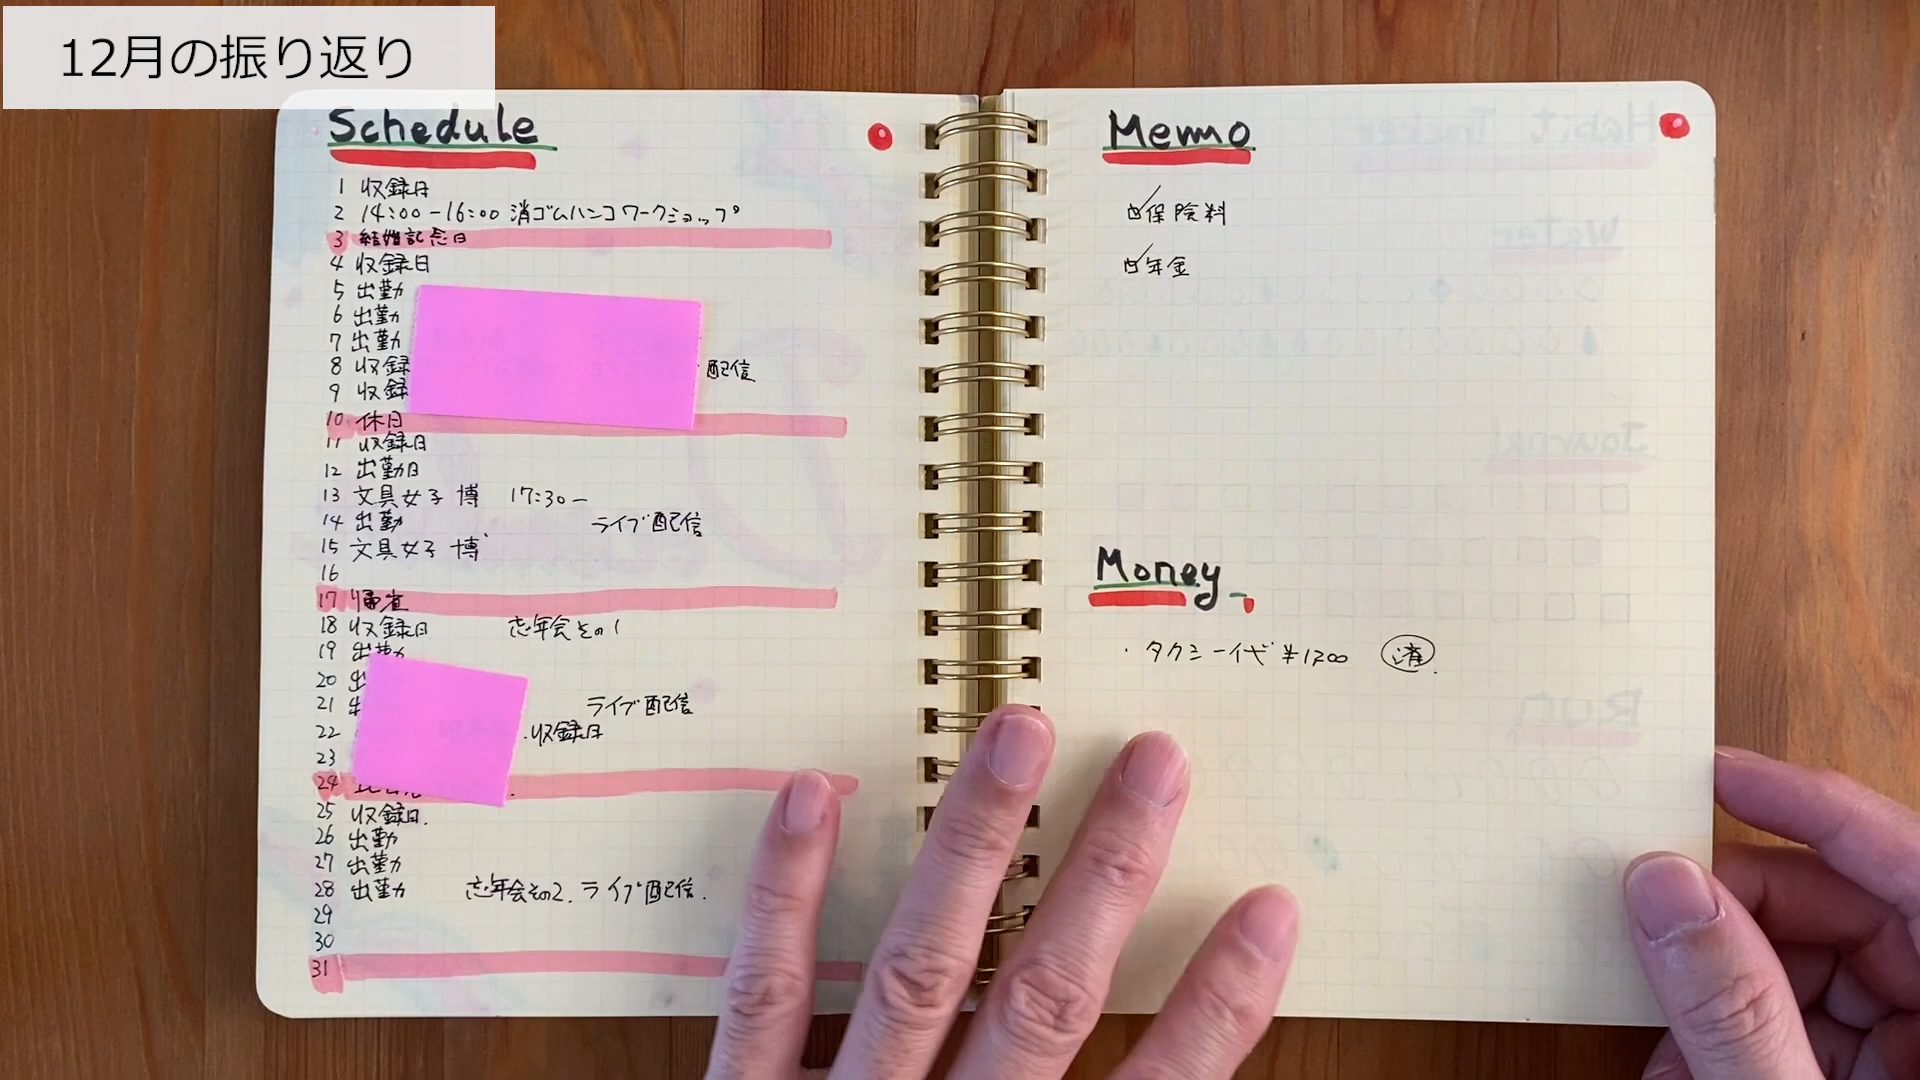 12月の振り返り
Schedule
1 収録日
2 14:00-16:00 消ゴムハンコワークショップ
3 結婚記念日
4 収録日
5 出勤
6 出勤
7 出勤
8 収録 配信
9 収録
10 休日
11 収録日
12 出勤日
13 文具女子博 17:30-
14 出勤 ライブ配信
15 文具女子博
16
17 帰省
18 収録日 忘年会その1
19 出勤
20
21 ライブ配信
22 収録日
23
24
25 収録日.
26 出勤
27 出勤
28 出勤 忘年会その2. ライブ配信.
29
30
31
Memo
保険料
年金
Money
・タクシー代 ¥1200 済
Habit Tracker
Water
Journal
Run